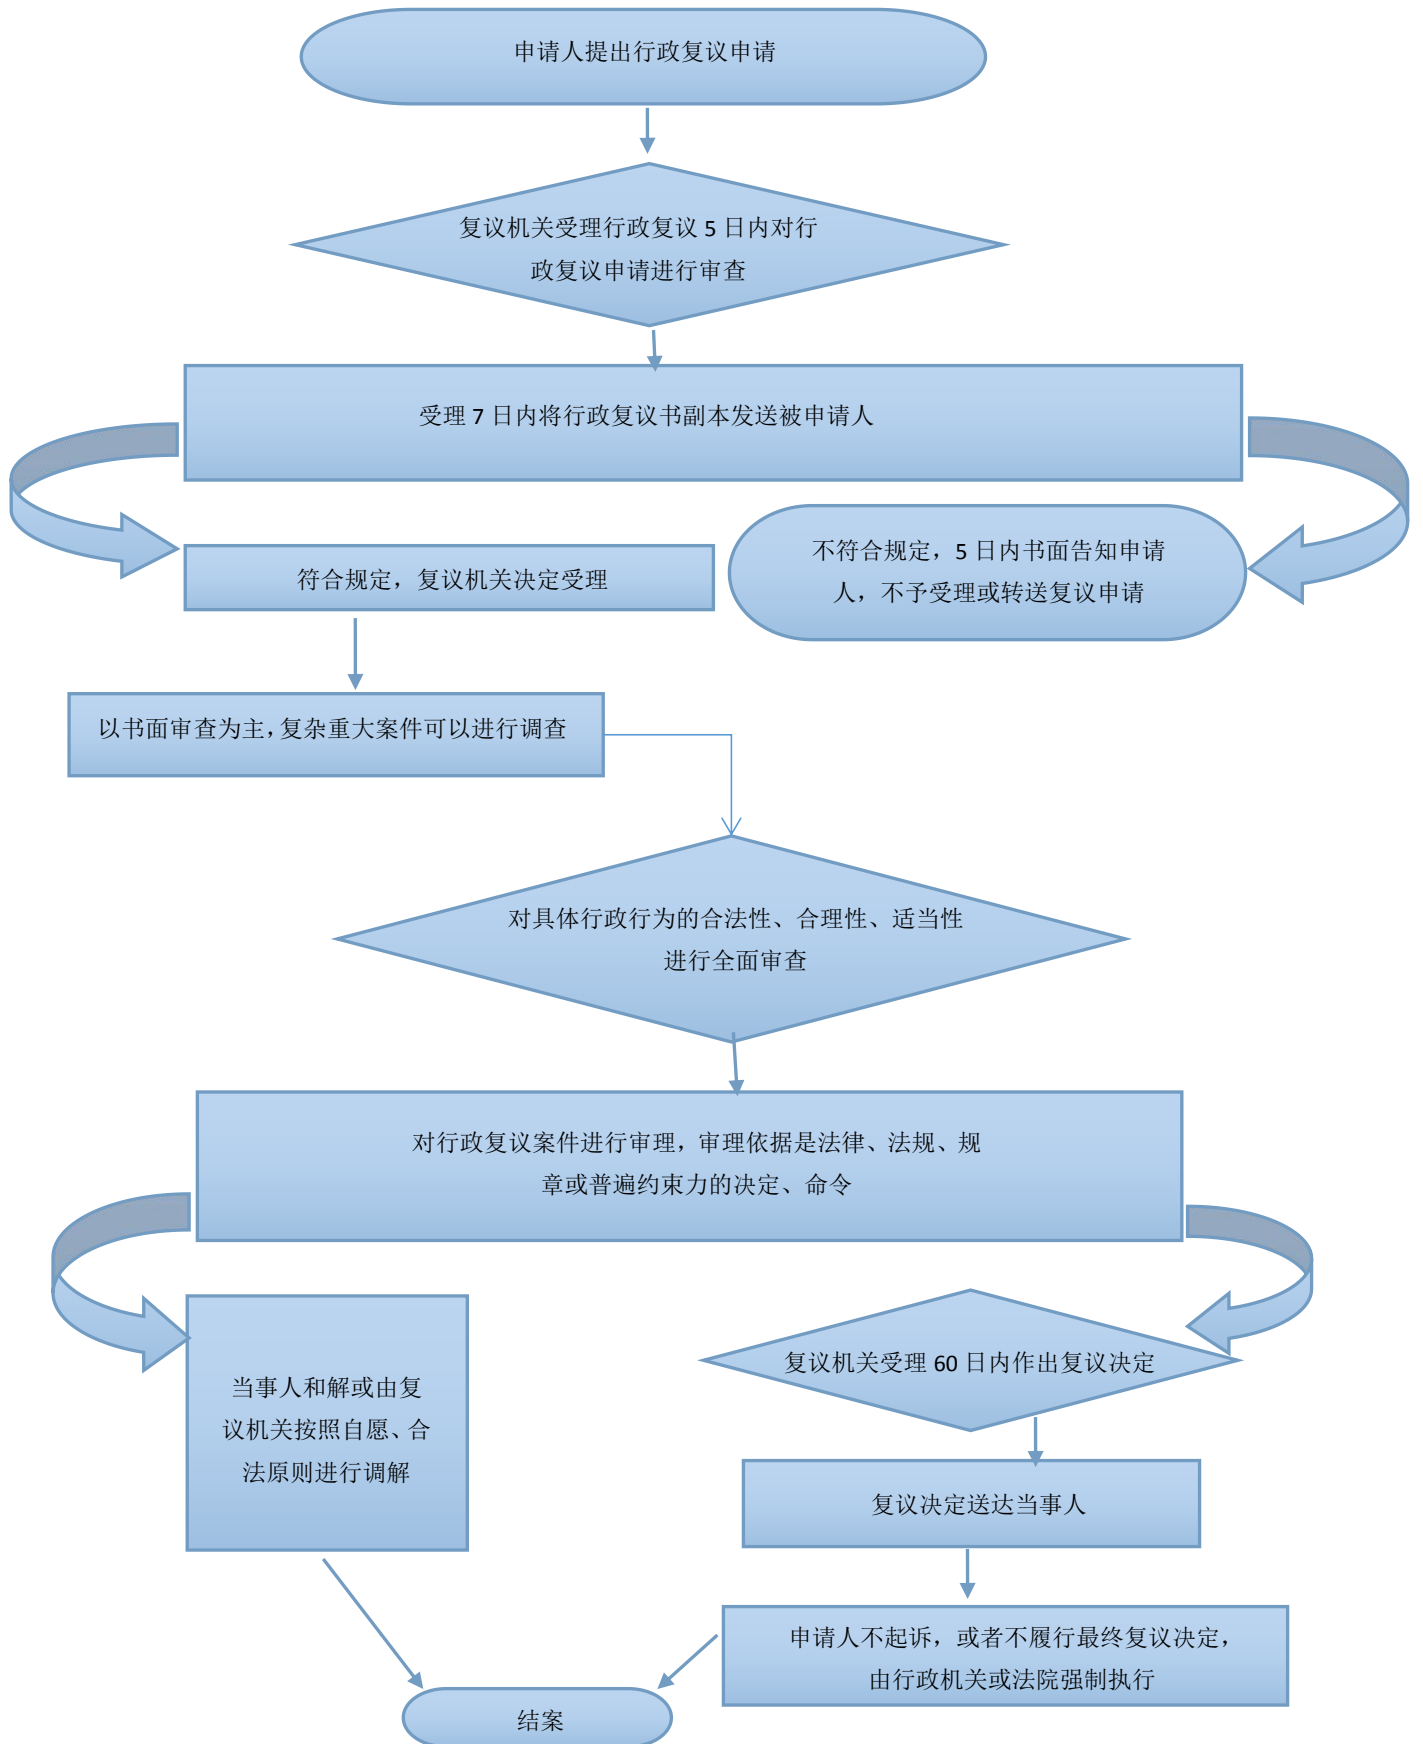 申请人提出行政复议申请
复议机关受理行政复议 5 日内对行
政复议申请进行审查
受理 7 日内将行政复议书副本发送被申请人
符合规定，复议机关决定受理
不符合规定，5 日内书面告知申请
人，不予受理或转送复议申请
以书面审查为主，复杂重大案件可以进行调查
对具体行政行为的合法性、合理性、适当性
进行全面审查
对行政复议案件进行审理，审理依据是法律、法规、规
章或普遍约束力的决定、命令
当事人和解或由复
议机关按照自愿、合
法原则进行调解
复议机关受理 60 日内作出复议决定
复议决定送达当事人
申请人不起诉，或者不履行最终复议决定，
由行政机关或法院强制执行
结案